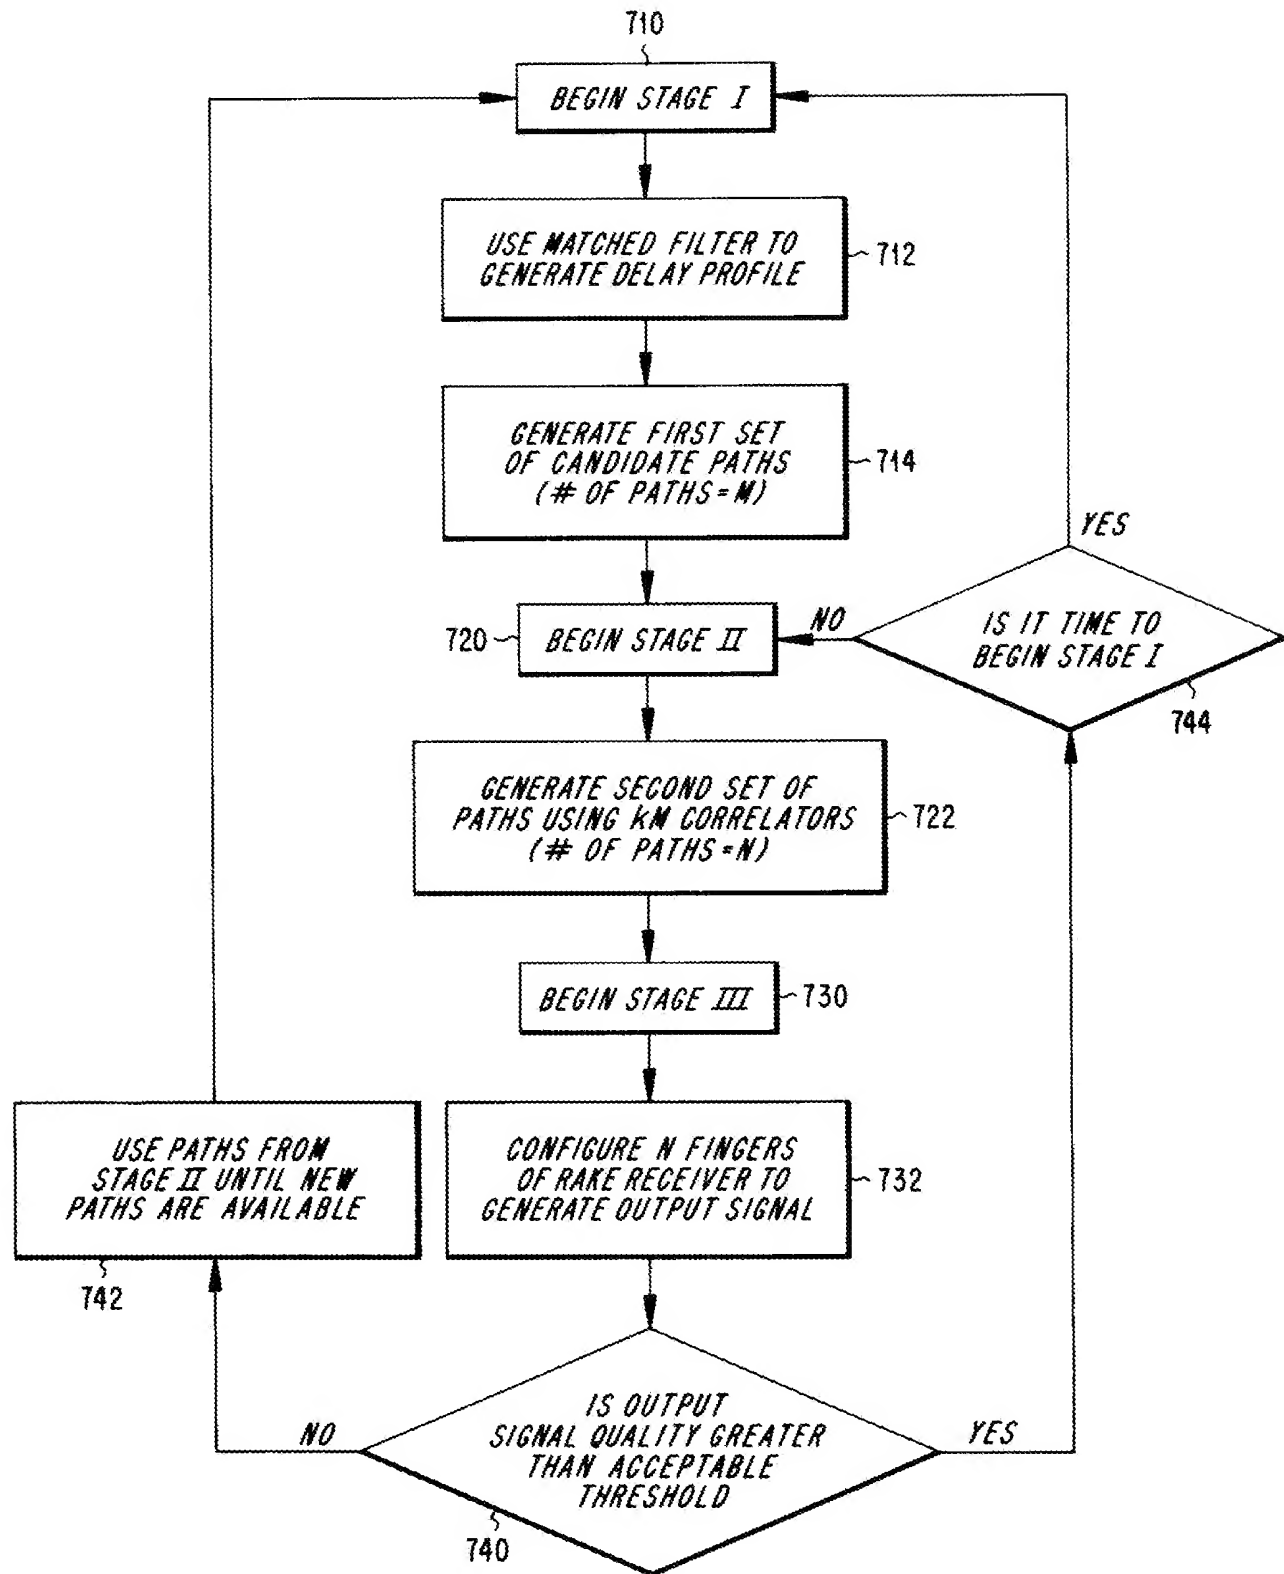 710
BEGIN STAGE I
USE MATCHED FILTER TO
GENERATE DELAY PROFILE
712
GENERATE FIRST SET
OF CANDIDATE PATHS
(# OF PATHS = M)
714
YES
720
BEGIN STAGE II
NO
IS IT TIME TO
BEGIN STAGE I
744
GENERATE SECOND SET OF
PATHS USING kM CORRELATORS
(# OF PATHS = N)
722
BEGIN STAGE III
730
USE PATHS FROM
STAGE II UNTIL NEW
PATHS ARE AVAILABLE
742
CONFIGURE N FINGERS
OF RAKE RECEIVER TO
GENERATE OUTPUT SIGNAL
732
NO
IS OUTPUT
SIGNAL QUALITY GREATER
THAN ACCEPTABLE
THRESHOLD
YES
740